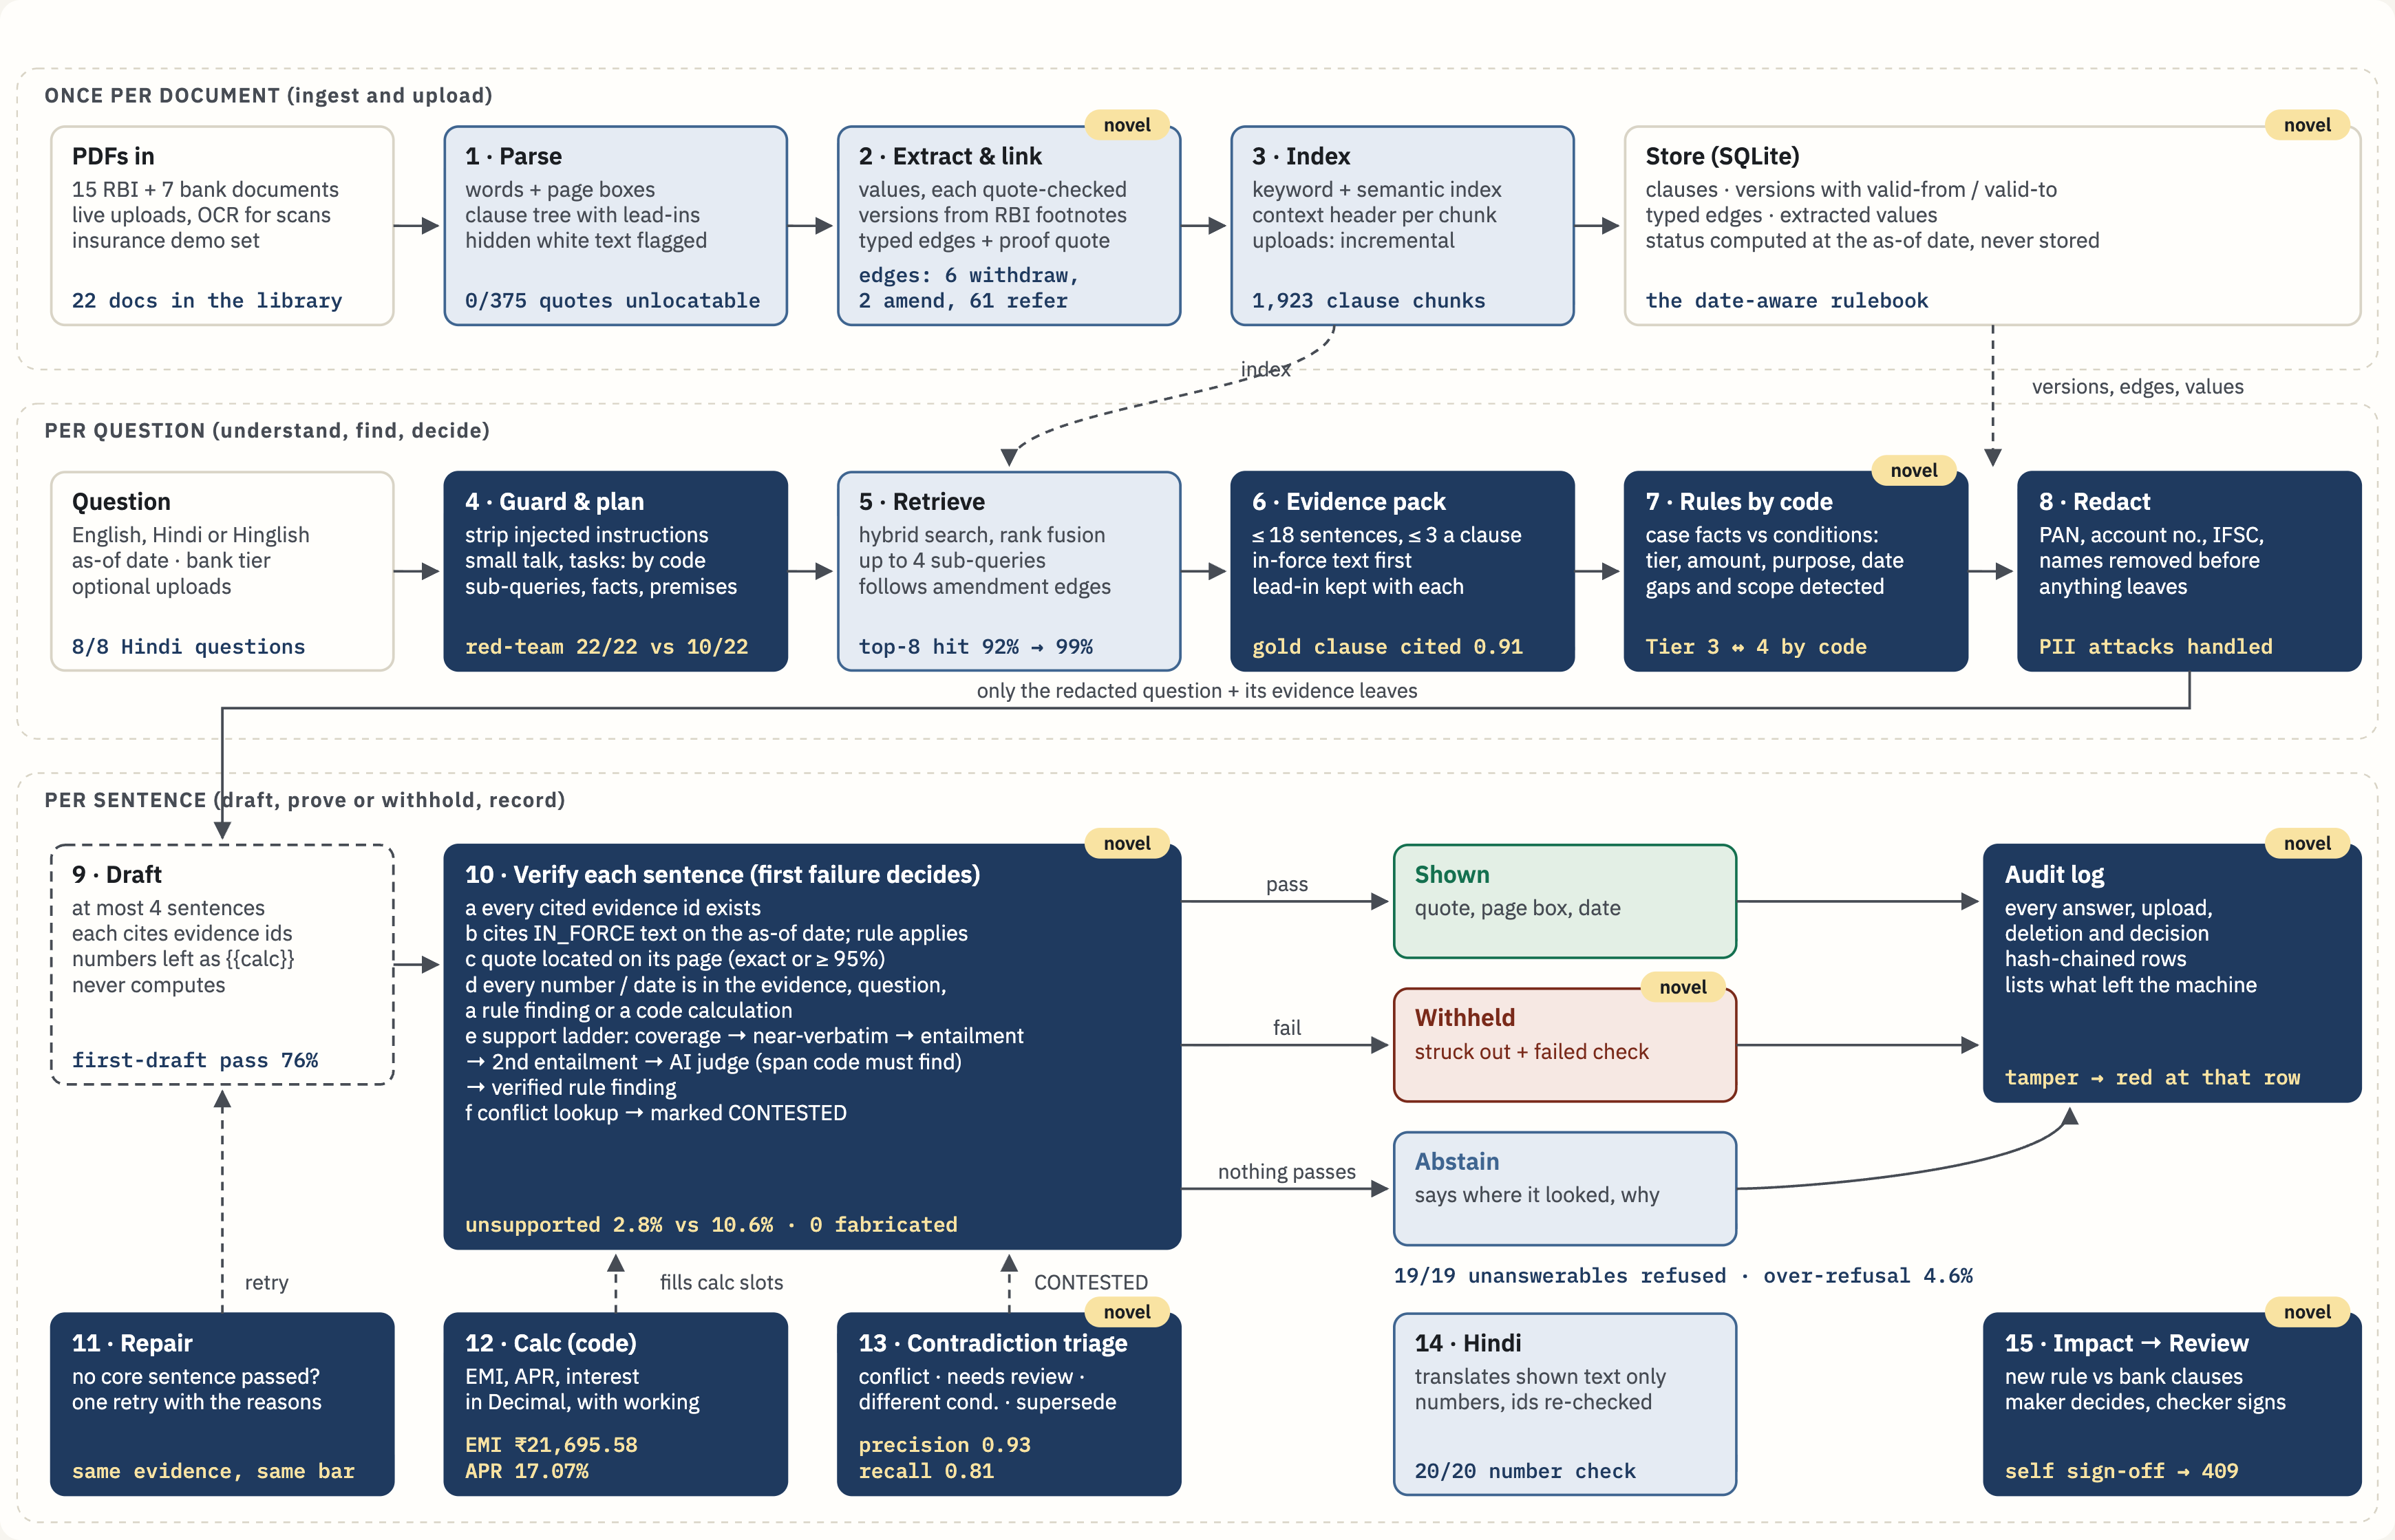 ONCE PER DOCUMENT (ingest and upload)
PDFs in
15 RBI + 7 bank documents
live uploads, OCR for scans
insurance demo set
22 docs in the library
1 · Parse
words + page boxes
clause tree with lead-ins
hidden white text flagged
0/375 quotes unlocatable
novel
2 · Extract & link
values, each quote-checked
versions from RBI footnotes
typed edges + proof quote
edges: 6 withdraw,
2 amend, 61 refer
3 · Index
keyword + semantic index
context header per chunk
uploads: incremental
1,923 clause chunks
novel
Store (SQLite)
clauses · versions with valid-from / valid-to
typed edges · extracted values
status computed at the as-of date, never stored
the date-aware rulebook
index
versions, edges, values
PER QUESTION (understand, find, decide)
Question
English, Hindi or Hinglish
as-of date · bank tier
optional uploads
8/8 Hindi questions
4 · Guard & plan
strip injected instructions
small talk, tasks: by code
sub-queries, facts, premises
red-team 22/22 vs 10/22
5 · Retrieve
hybrid search, rank fusion
up to 4 sub-queries
follows amendment edges
top-8 hit 92% → 99%
6 · Evidence pack
≤ 18 sentences, ≤ 3 a clause
in-force text first
lead-in kept with each
gold clause cited 0.91
novel
7 · Rules by code
case facts vs conditions:
tier, amount, purpose, date
gaps and scope detected
Tier 3 ↔ 4 by code
8 · Redact
PAN, account no., IFSC,
names removed before
anything leaves
PII attacks handled
only the redacted question + its evidence leaves
PER SENTENCE (draft, prove or withhold, record)
9 · Draft
at most 4 sentences
each cites evidence ids
numbers left as {{calc}}
never computes
first-draft pass 76%
novel
10 · Verify each sentence (first failure decides)
a every cited evidence id exists
b cites IN_FORCE text on the as-of date; rule applies
c quote located on its page (exact or ≥ 95%)
d every number / date is in the evidence, question,
a rule finding or a code calculation
e support ladder: coverage → near-verbatim → entailment
→ 2nd entailment → AI judge (span code must find)
→ verified rule finding
f conflict lookup → marked CONTESTED
unsupported 2.8% vs 10.6% · 0 fabricated
pass
Shown
quote, page box, date
fail
novel
Withheld
struck out + failed check
nothing passes
Abstain
says where it looked, why
19/19 unanswerables refused · over-refusal 4.6%
novel
Audit log
every answer, upload,
deletion and decision
hash-chained rows
lists what left the machine
tamper → red at that row
retry
fills calc slots
CONTESTED
11 · Repair
no core sentence passed?
one retry with the reasons
same evidence, same bar
12 · Calc (code)
EMI, APR, interest
in Decimal, with working
EMI ₹21,695.58
APR 17.07%
novel
13 · Contradiction triage
conflict · needs review ·
different cond. · supersede
precision 0.93
recall 0.81
14 · Hindi
translates shown text only
numbers, ids re-checked
20/20 number check
novel
15 · Impact → Review
new rule vs bank clauses
maker decides, checker signs
self sign-off → 409